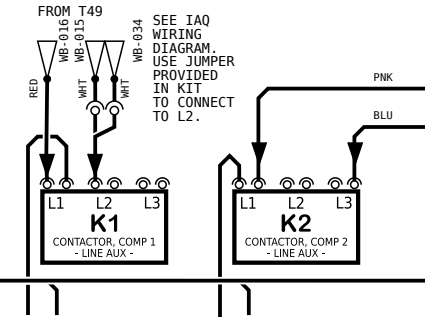 FROM T49
WB-016
WB-015
WB-034
RED
WHT
WHT
SEE IAQ
WIRING
DIAGRAM.
USE JUMPER
PROVIDED
IN KIT
TO CONNECT
TO L2.
PNK
BLU
L1 L2 L3
K1
CONTACTOR, COMP 1
- LINE AUX -
L1 L2 L3
K2
CONTACTOR, COMP 2
- LINE AUX -